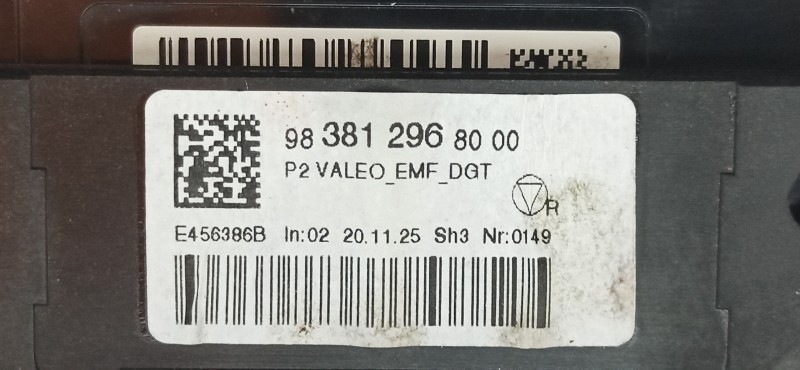 98 381 296 80 00
P2 VALEO_EMF_DGT
R
E456386B In:02 20.11.25 Sh3 Nr:0149